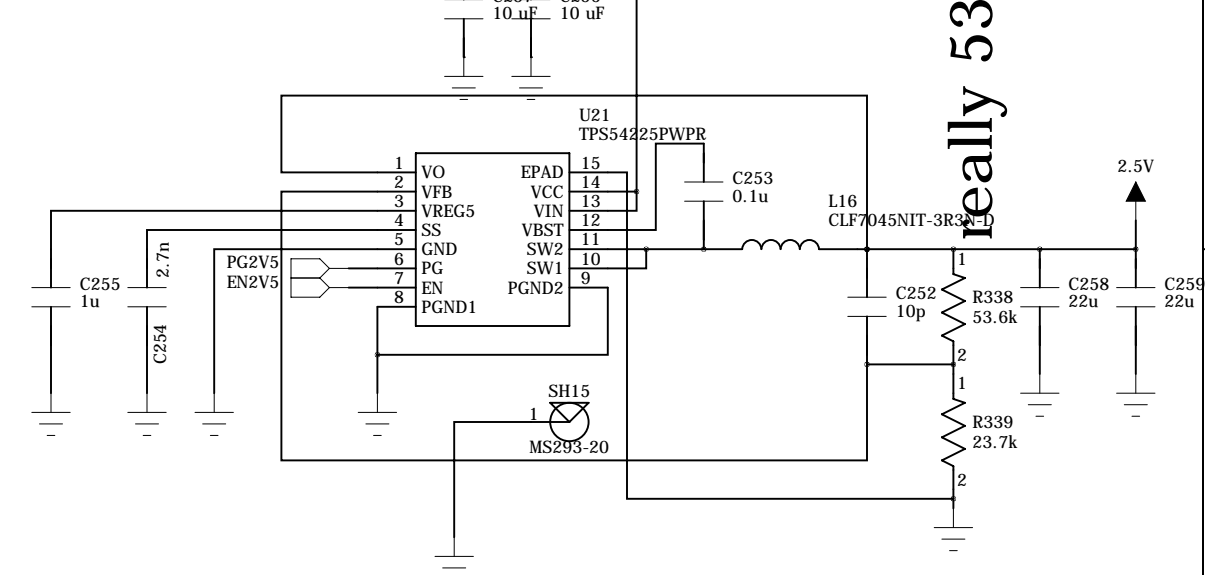 10 uF
10 uF
really 53
U21
TPS54225PWPR
1 VO
2 VFB
3 VREG5
4 SS
5 GND
6 PG
7 EN
8 PGND1
EPAD 15
VCC 14
VIN 13
VBST 12
SW2 11
SW1 10
PGND2 9
PG2V5
EN2V5
C255
1u
2.7n
C254
C253
0.1u
L16
CLF7045NIT-3R3N-D
2.5V
C252
10p
1
R338
53.6k
2
C258
22u
C259
22u
1
R339
23.7k
2
SH15
1
MS293-20